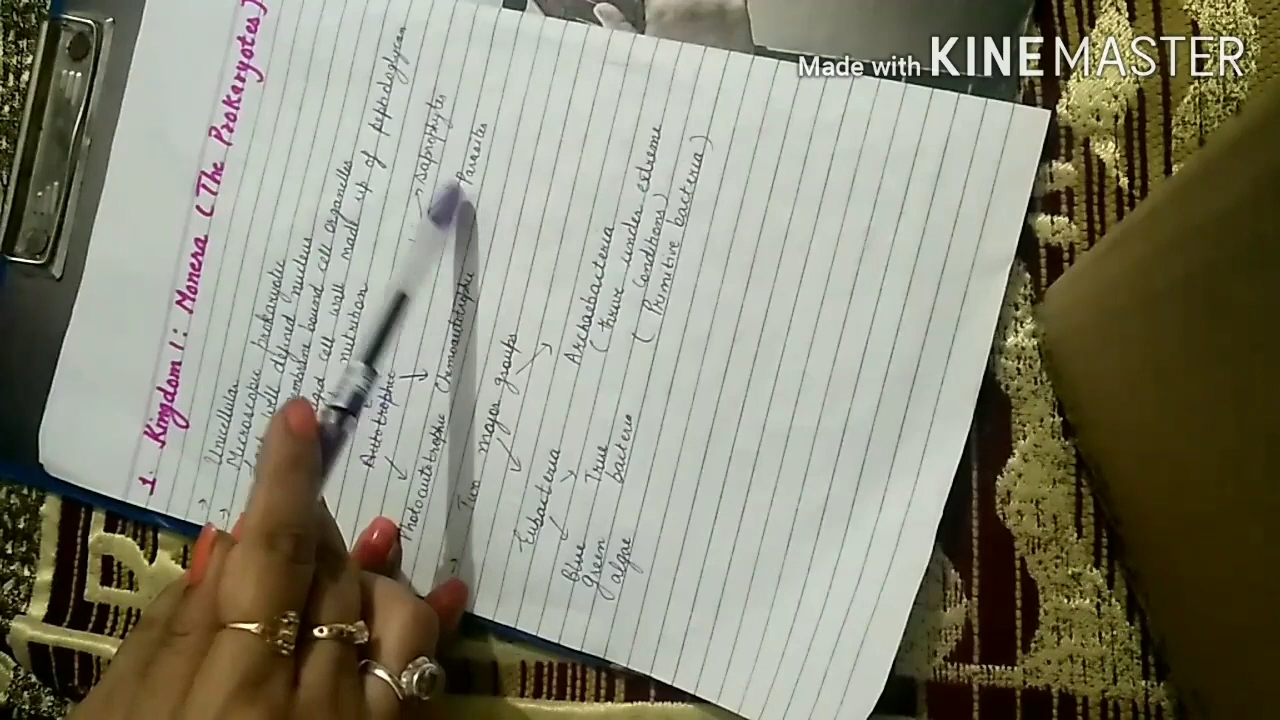 Made with KINEMASTER
1. Kingdom 1: Monera (The Prokaryotes)
→ Unicellular
→ Microscopic prokaryotic
well defined nucleus
membrane bound cell organelles
cell wall made up of peptidoglycan
nutrition
Autotrophic → Saprophytes
Parasites
Photoautotrophic Chemoautotrophic
→ Two major groups
Eubacteria Archaebacteria
(thrive under extreme
conditions)
(Primitive bacteria)
Blue True
green bacteria
algae